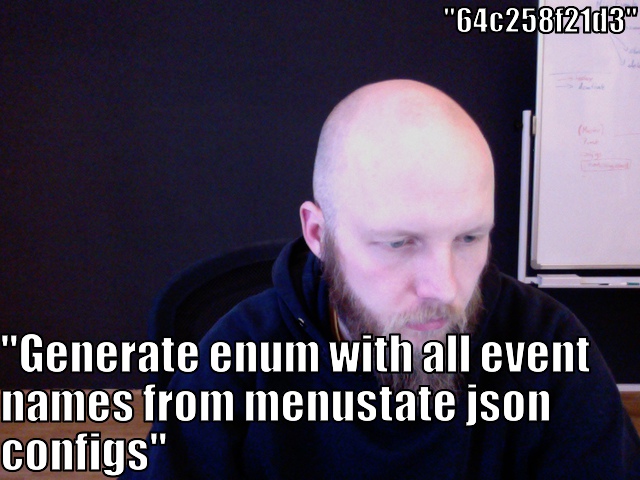 "64c258f21d3"
"Generate enum with all event
names from menustate json
configs"